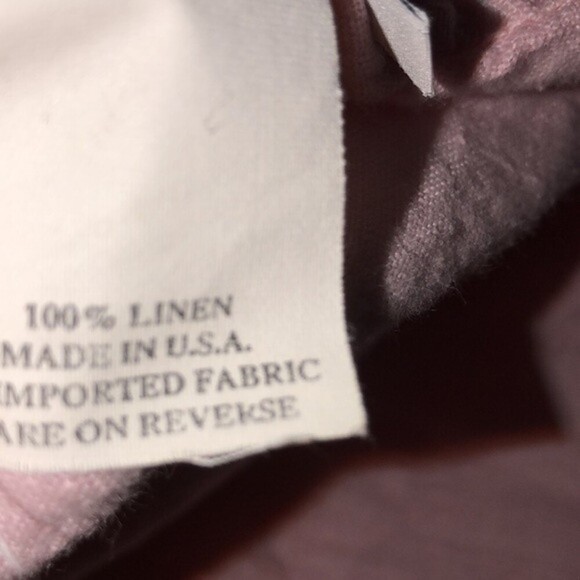 100% LINEN
MADE IN U.S.A.
IMPORTED FABRIC
ARE ON REVERSE